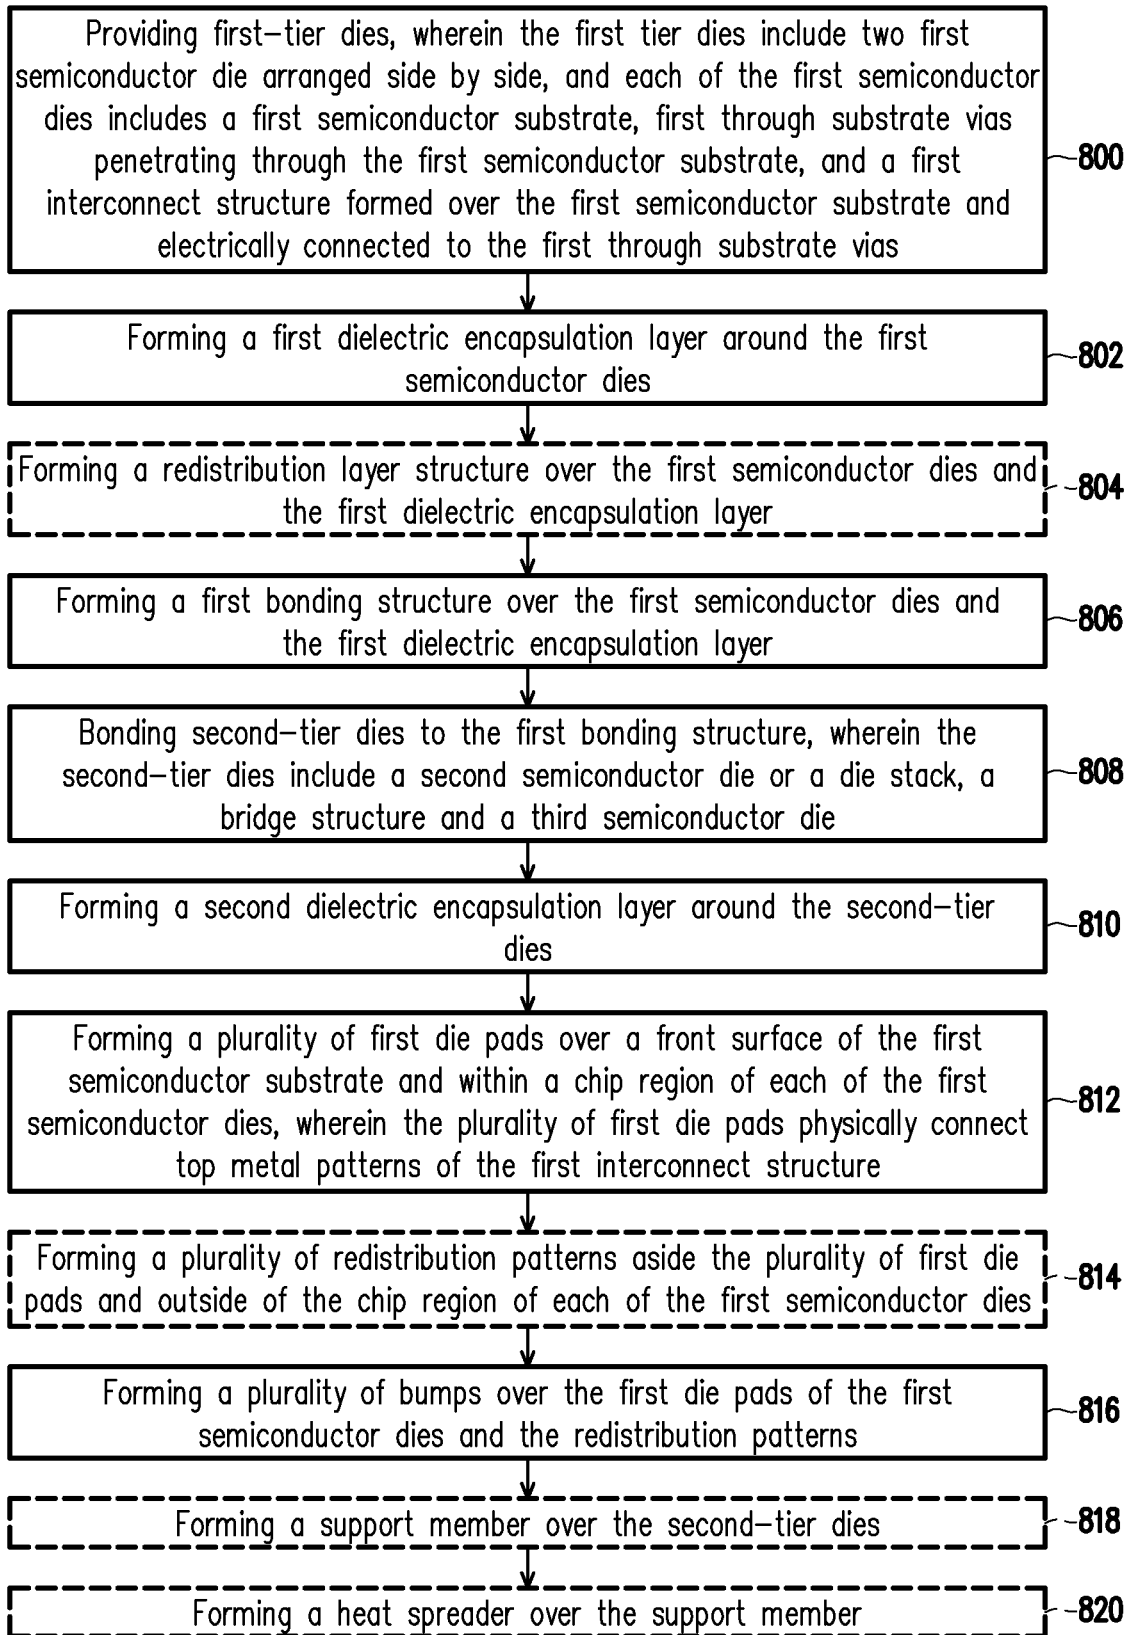 Providing first-tier dies, wherein the first tier dies include two first
semiconductor die arranged side by side, and each of the first semiconductor
dies includes a first semiconductor substrate, first through substrate vias
penetrating through the first semiconductor substrate, and a first
interconnect structure formed over the first semiconductor substrate and
electrically connected to the first through substrate vias
800
Forming a first dielectric encapsulation layer around the first
semiconductor dies
802
Forming a redistribution layer structure over the first semiconductor dies and
the first dielectric encapsulation layer
804
Forming a first bonding structure over the first semiconductor dies and
the first dielectric encapsulation layer
806
Bonding second-tier dies to the first bonding structure, wherein the
second-tier dies include a second semiconductor die or a die stack, a
bridge structure and a third semiconductor die
808
Forming a second dielectric encapsulation layer around the second-tier
dies
810
Forming a plurality of first die pads over a front surface of the first
semiconductor substrate and within a chip region of each of the first
semiconductor dies, wherein the plurality of first die pads physically connect
top metal patterns of the first interconnect structure
812
Forming a plurality of redistribution patterns aside the plurality of first die
pads and outside of the chip region of each of the first semiconductor dies
814
Forming a plurality of bumps over the first die pads of the first
semiconductor dies and the redistribution patterns
816
Forming a support member over the second-tier dies
818
Forming a heat spreader over the support member
820